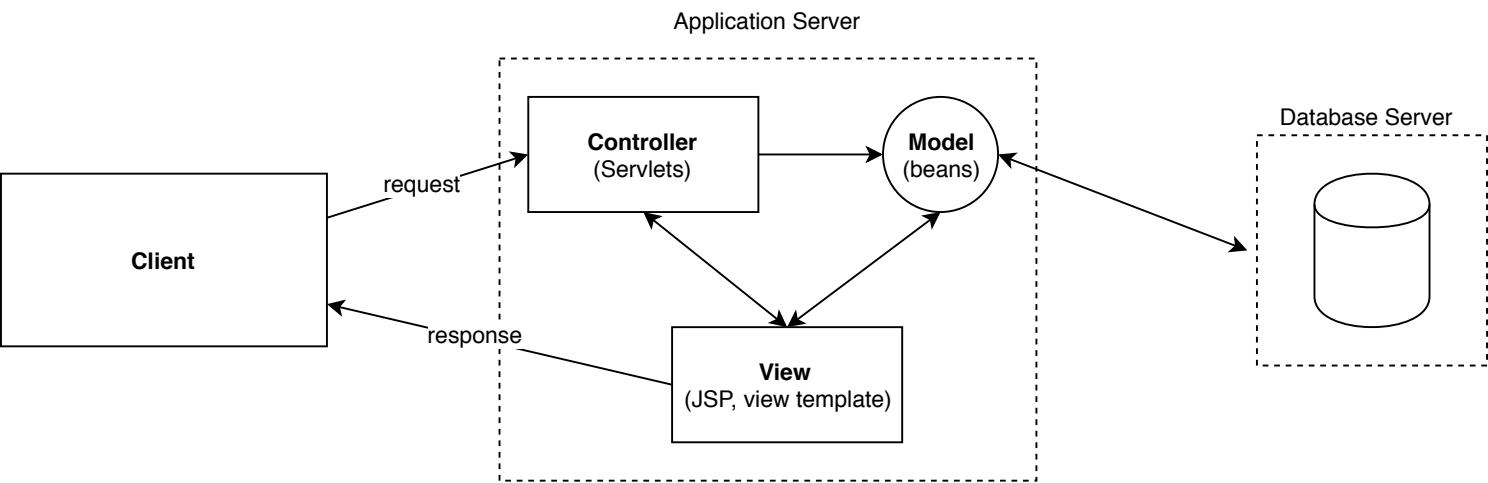 Application Server
Controller
(Servlets)
Model
(beans)
Database Server
request
Client
response
View
(JSP, view template)